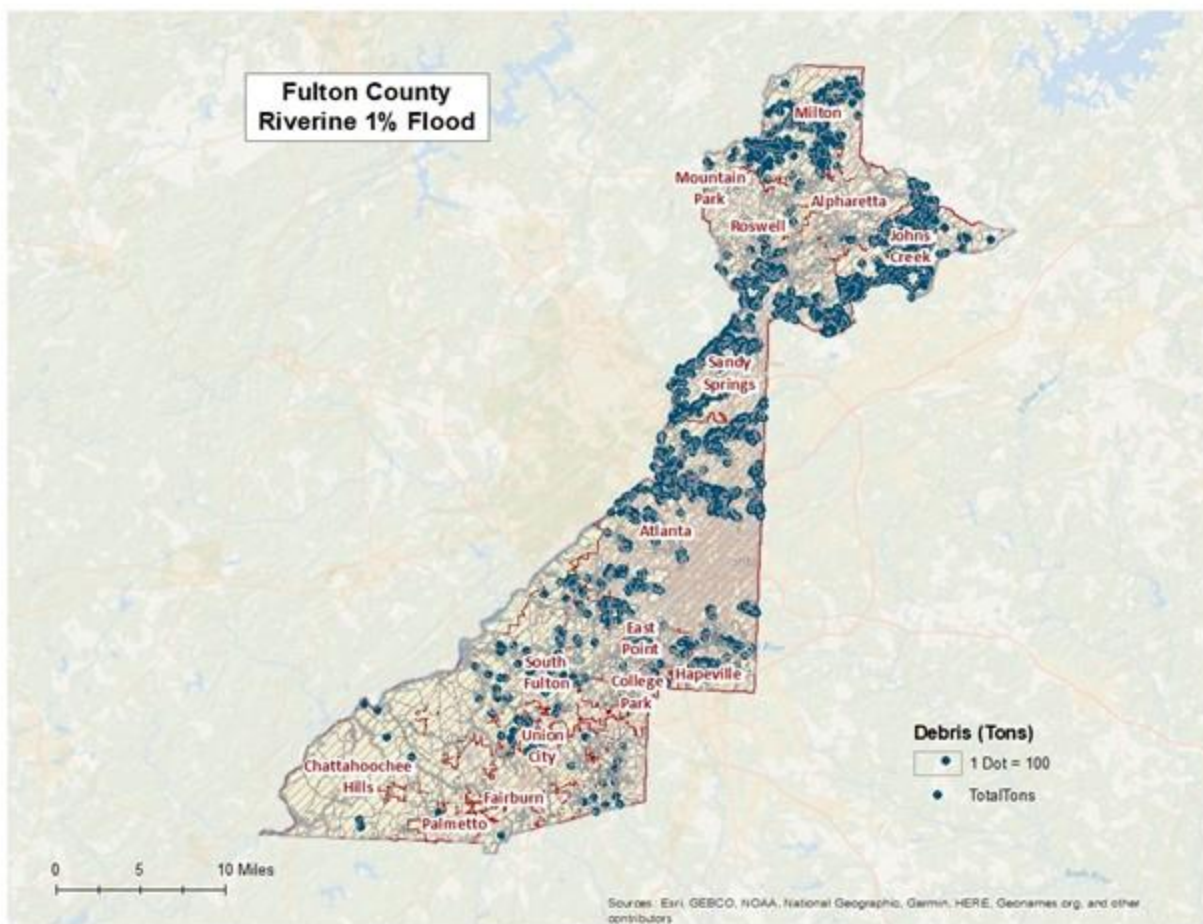 Fulton County
Riverine 1% Flood
Milton
Mountain
Park
Alpharetta
Roswell
Johns
Creek
Sandy
Springs
Atlanta
East
Point
South
Fulton
College
Park
Hapeville
Union
City
Chattahoochee
Hills
Fairburn
Palmetto
Debris (Tons)
1 Dot = 100
TotalTons
0 5 10 Miles
Sources: Esri, GEBCO, NOAA, National Geographic, Garmin, HERE, Geonames.org, and other
contributors